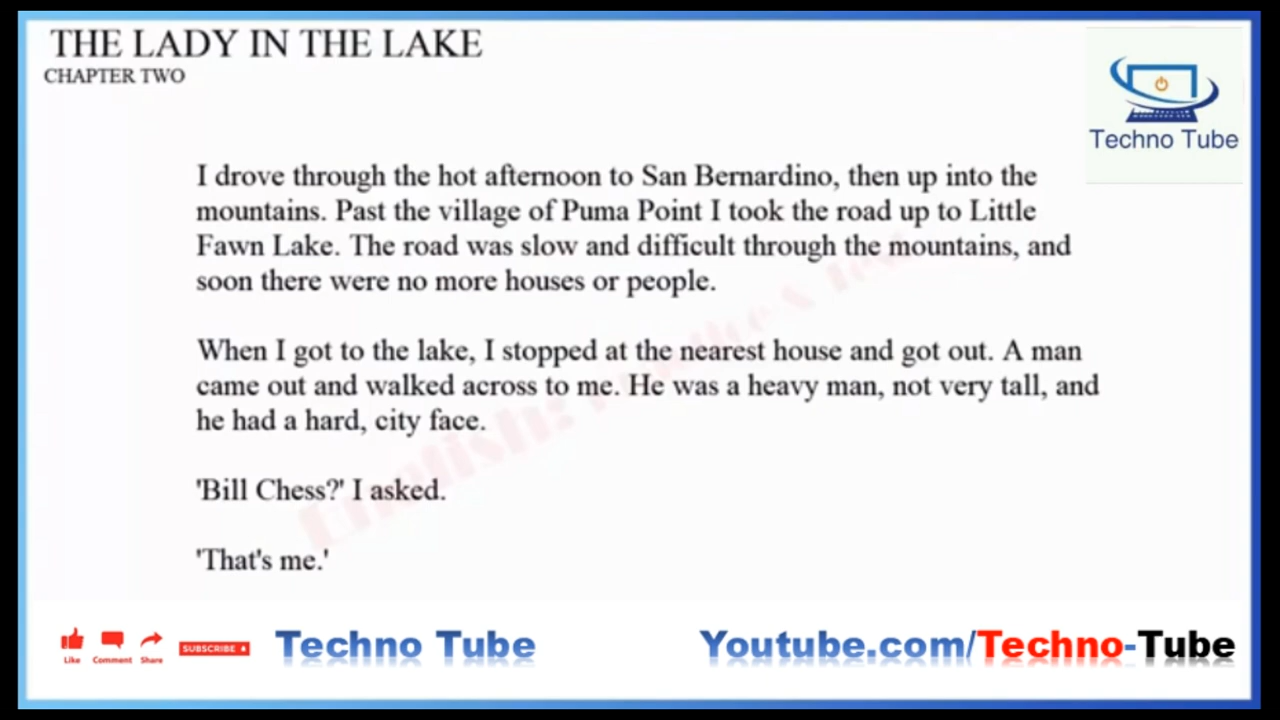 THE LADY IN THE LAKE
CHAPTER TWO
Techno Tube
I drove through the hot afternoon to San Bernardino, then up into the
mountains. Past the village of Puma Point I took the road up to Little
Fawn Lake. The road was slow and difficult through the mountains, and
soon there were no more houses or people.
When I got to the lake, I stopped at the nearest house and got out. A man
came out and walked across to me. He was a heavy man, not very tall, and
he had a hard, city face.
'Bill Chess?' I asked.
'That's me.'
Like Comment Share SUBSCRIBE Techno Tube Youtube.com/Techno-Tube